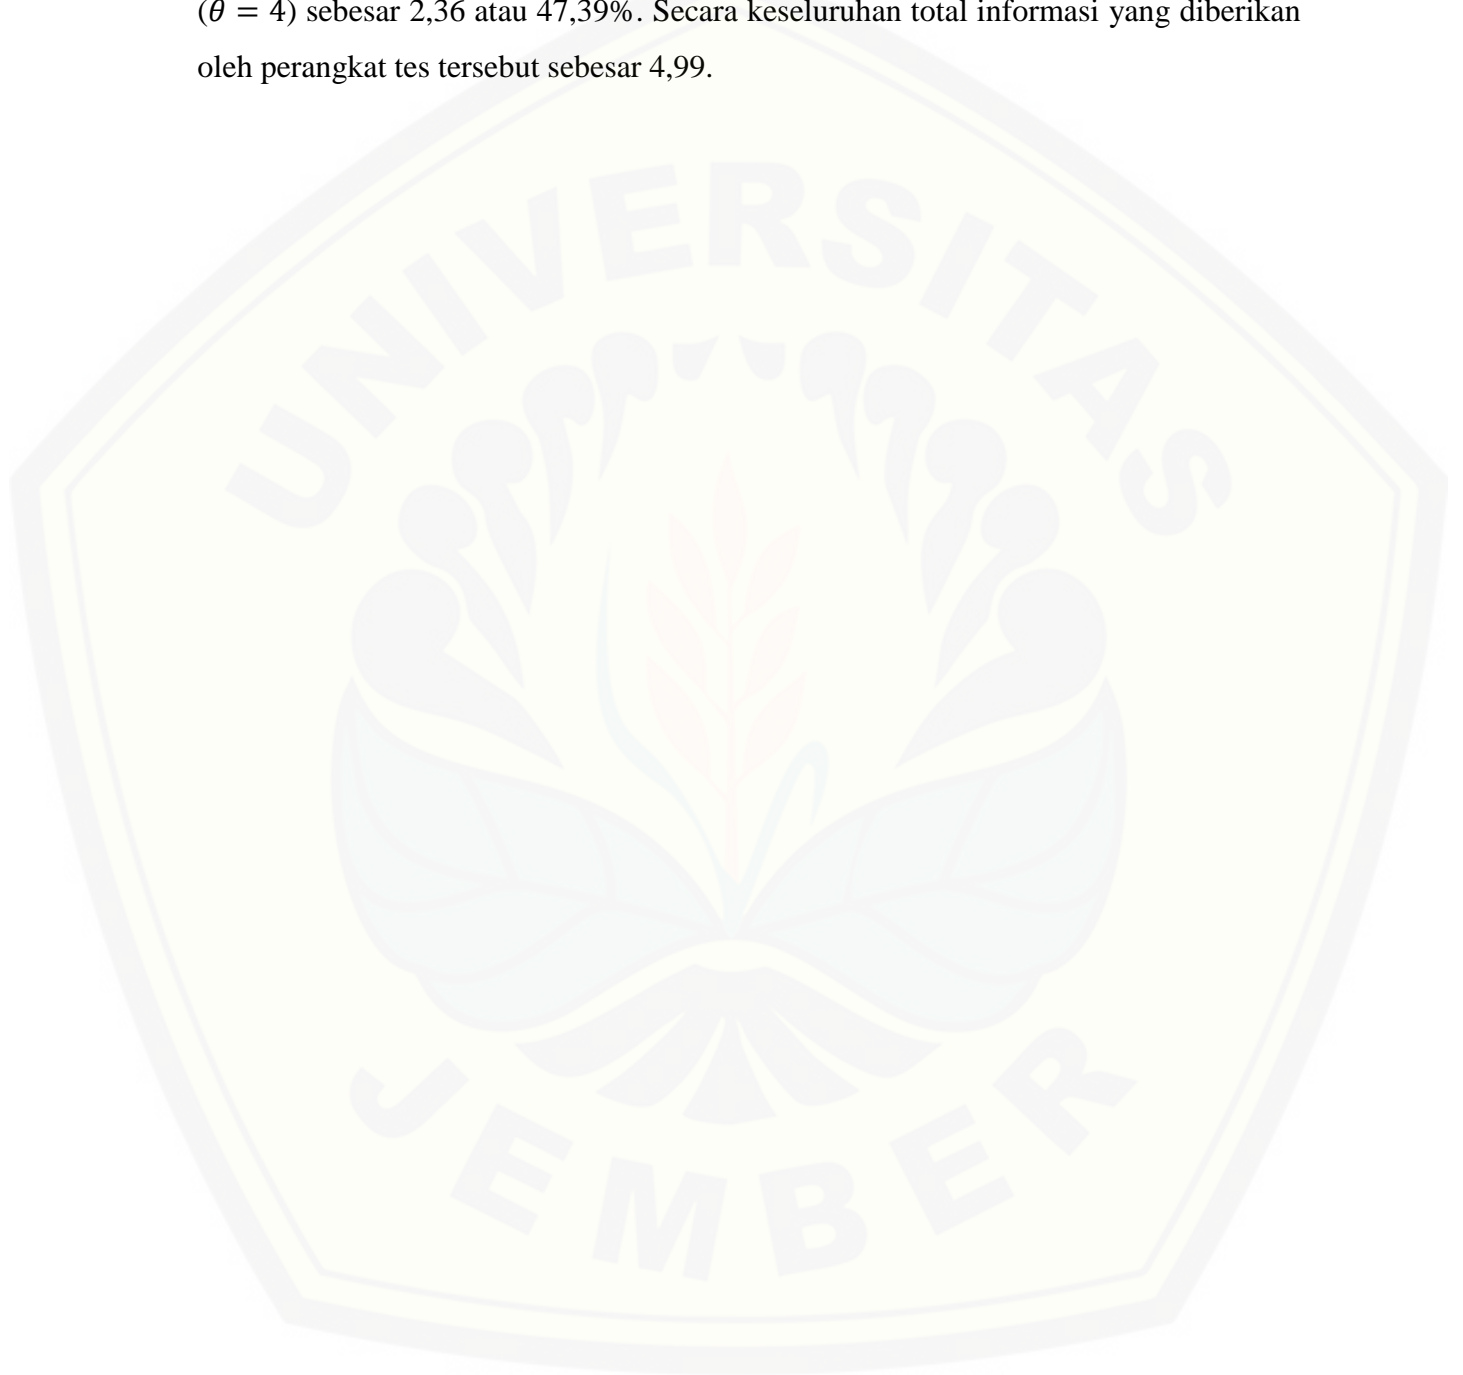 (𝜃 = 4) sebesar 2,36 atau 47,39%. Secara keseluruhan total informasi yang diberikan
oleh perangkat tes tersebut sebesar 4,99.
UNIVERSITAS
JEMBER